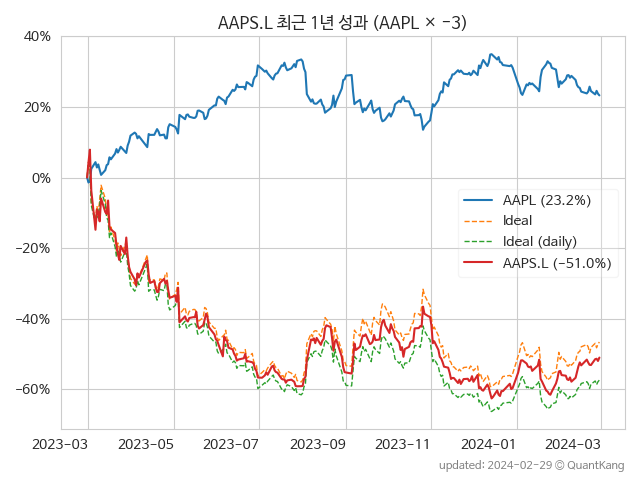 AAPS.L 최근 1년 성과 (AAPL × −3)
40%
20%
0%
−20%
−40%
−60%
AAPL (23.2%)
Ideal
Ideal (daily)
AAPS.L (−51.0%)
2023−03
2023−05
2023−07
2023−09
2023−11
2024−01
2024−03
updated: 2024−02−29 © QuantKang